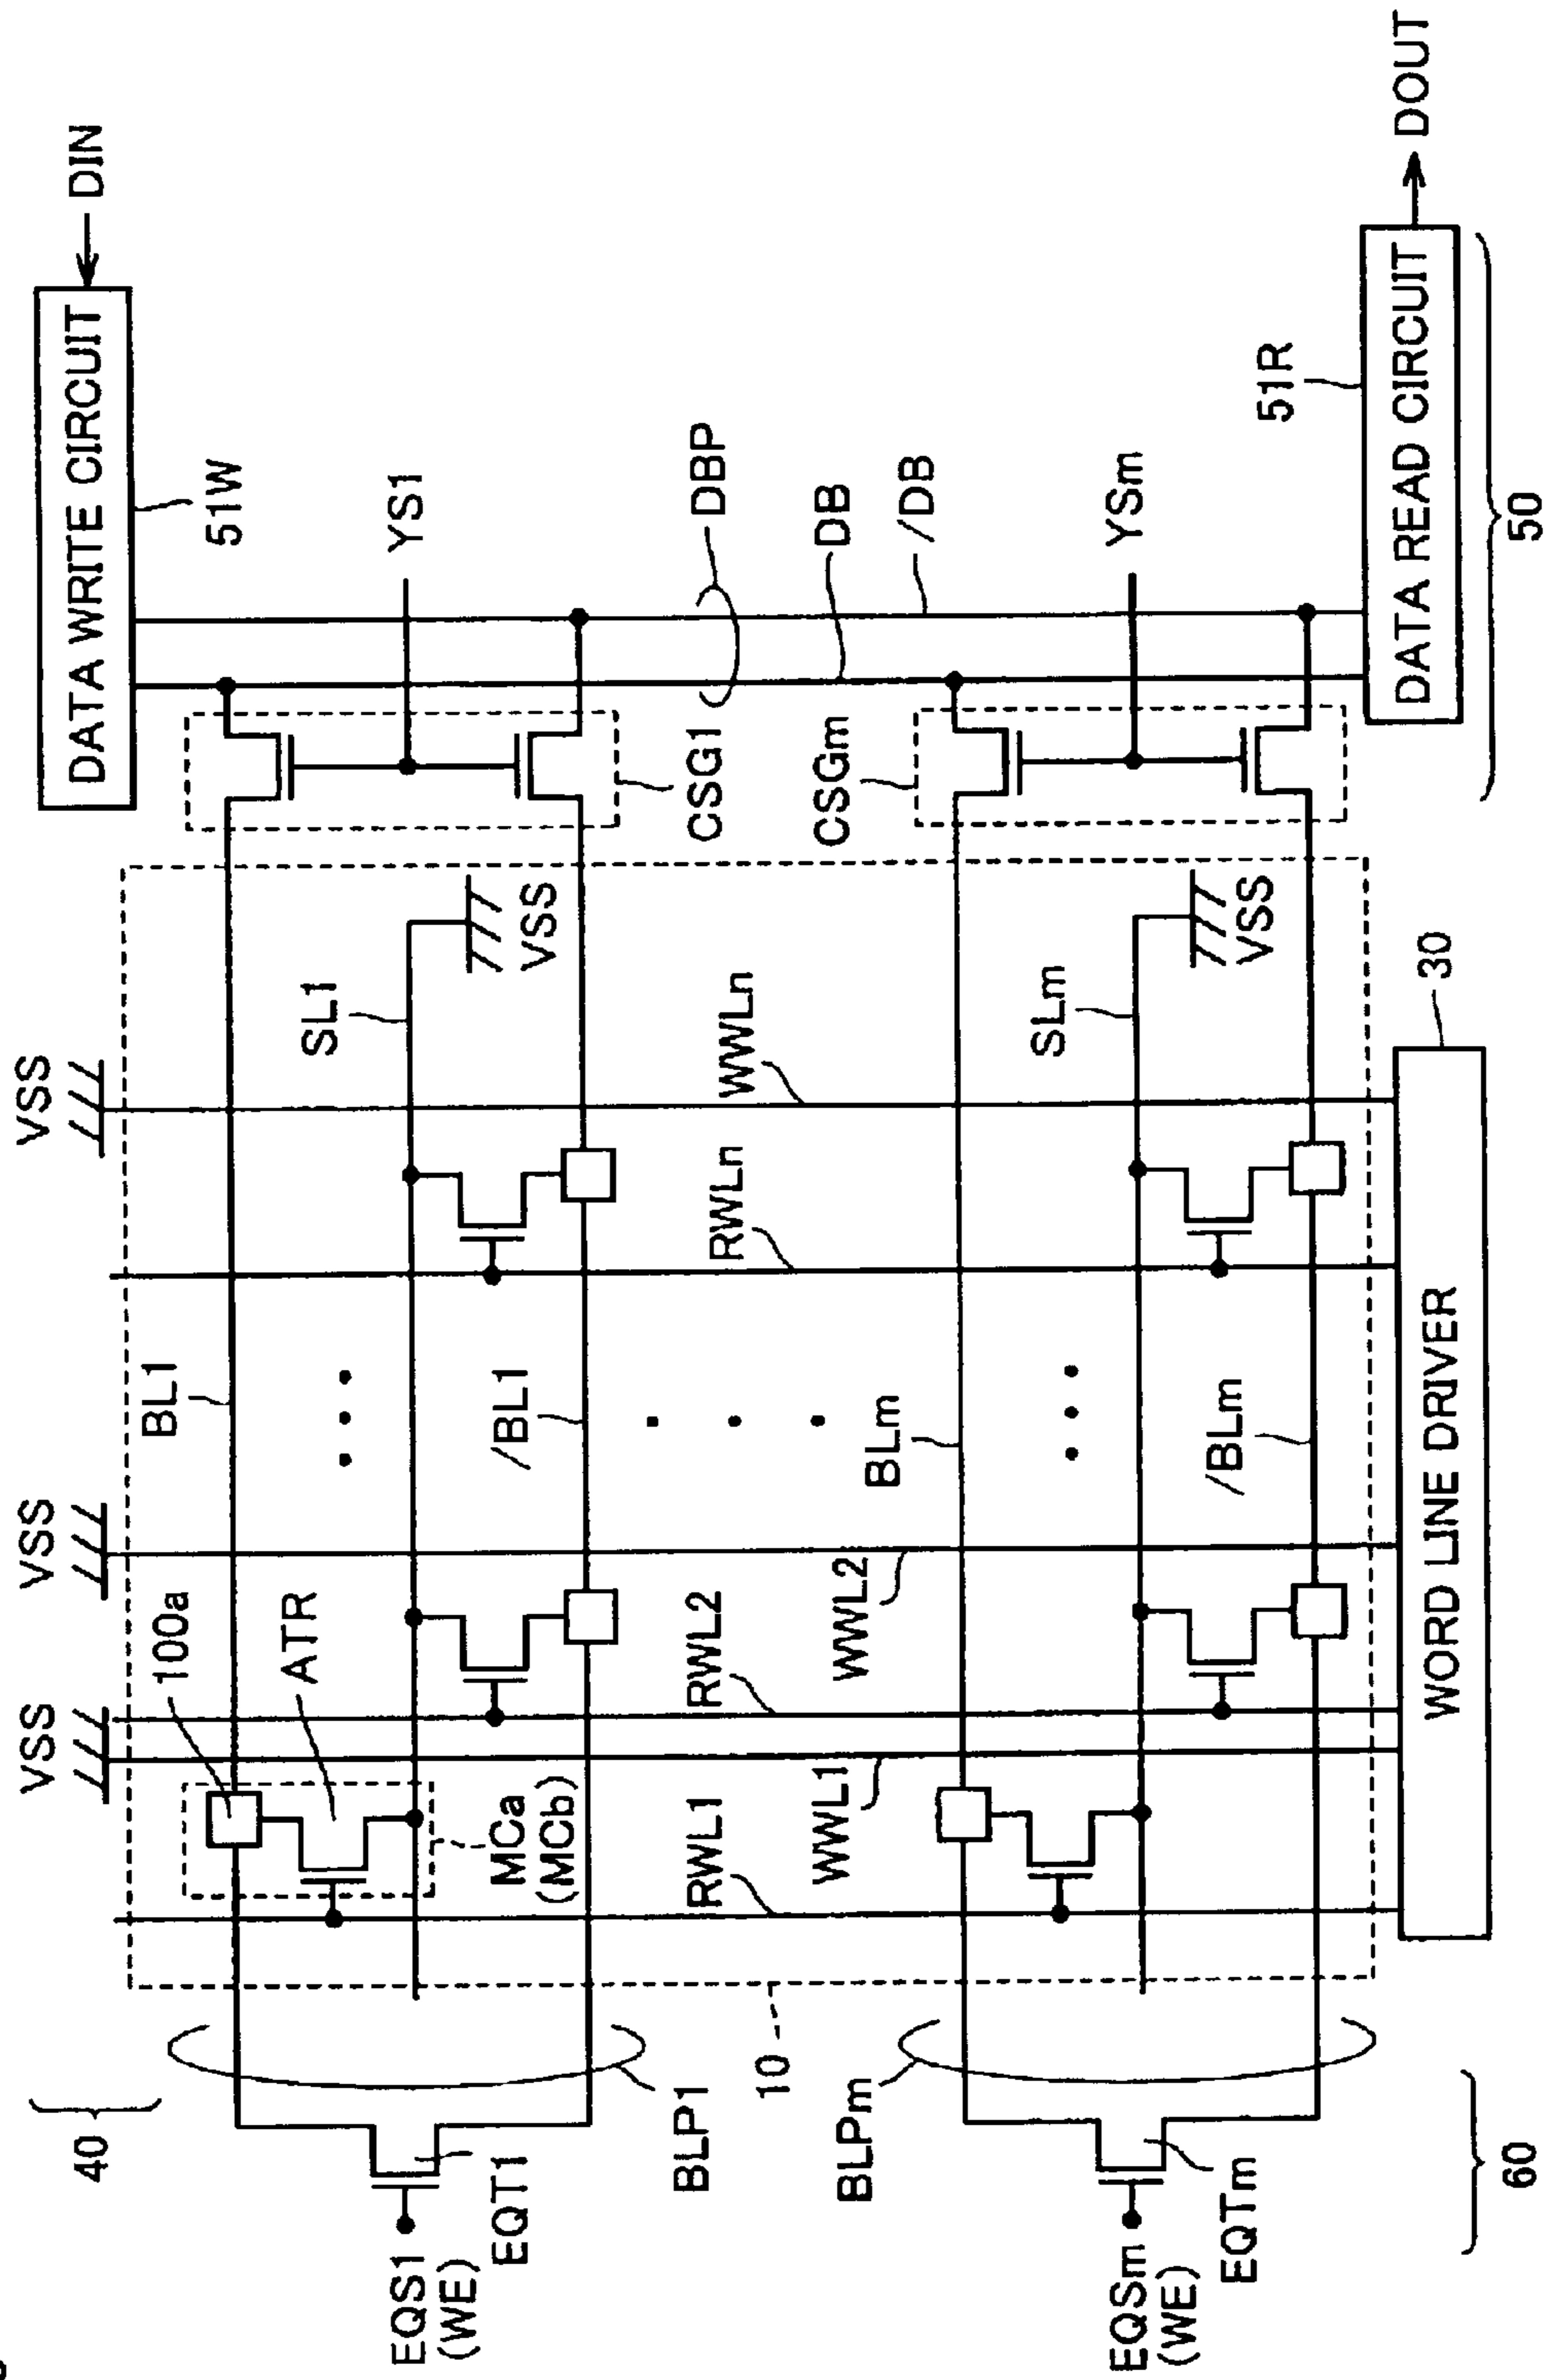 40
VSS
VSS
VSS
DATA WRITE CIRCUIT
DIN
51W
100a
ATR
BL1
SL1
VSS
YS1
EQS1
(WE)
EQT1
MCa
(MCb)
/BL1
BLP1
10
RWL1
WWL1
RWL2
WWL2
RWLn
WWLn
CSG1
DBP
DB
/DB
BLPm
BLm
CSGm
SLm
VSS
YSm
EQSm
(WE)
EQTm
/BLm
51R
30
WORD LINE DRIVER
DATA READ CIRCUIT
DOUT
60
50